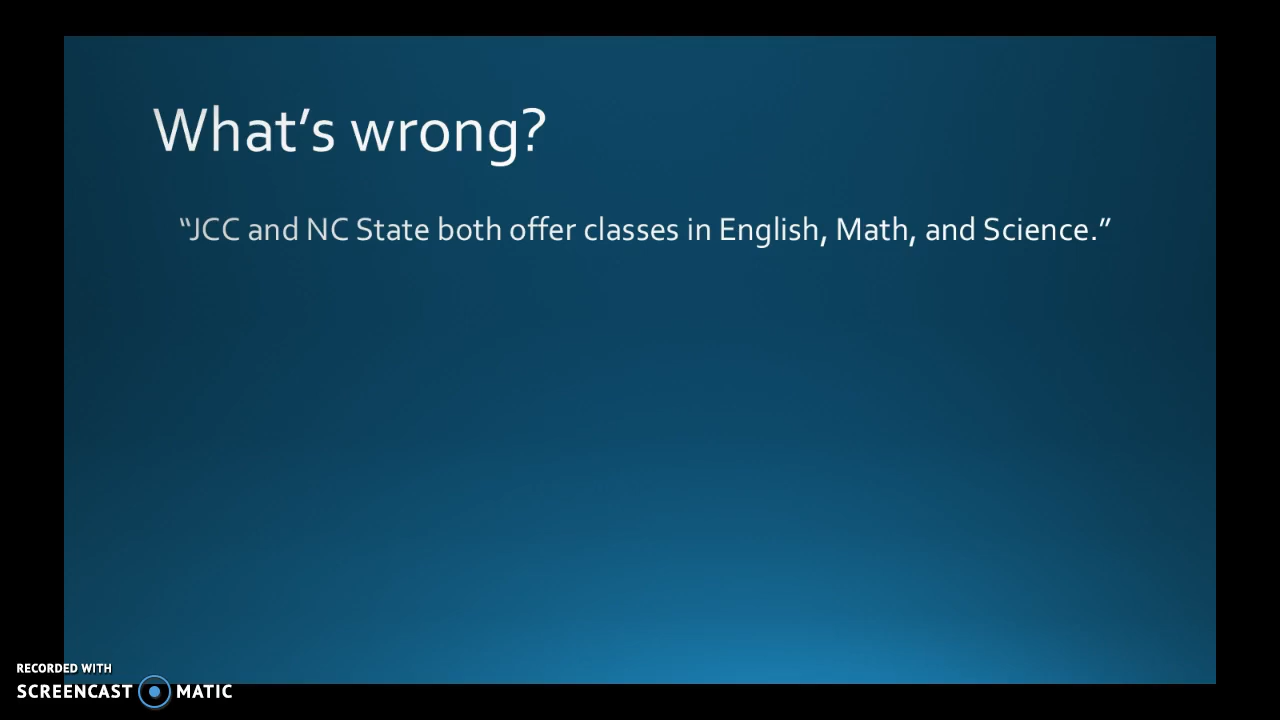 What’s wrong?
“JCC and NC State both offer classes in English, Math, and Science.”
RECORDED WITH
SCREENCAST MATIC